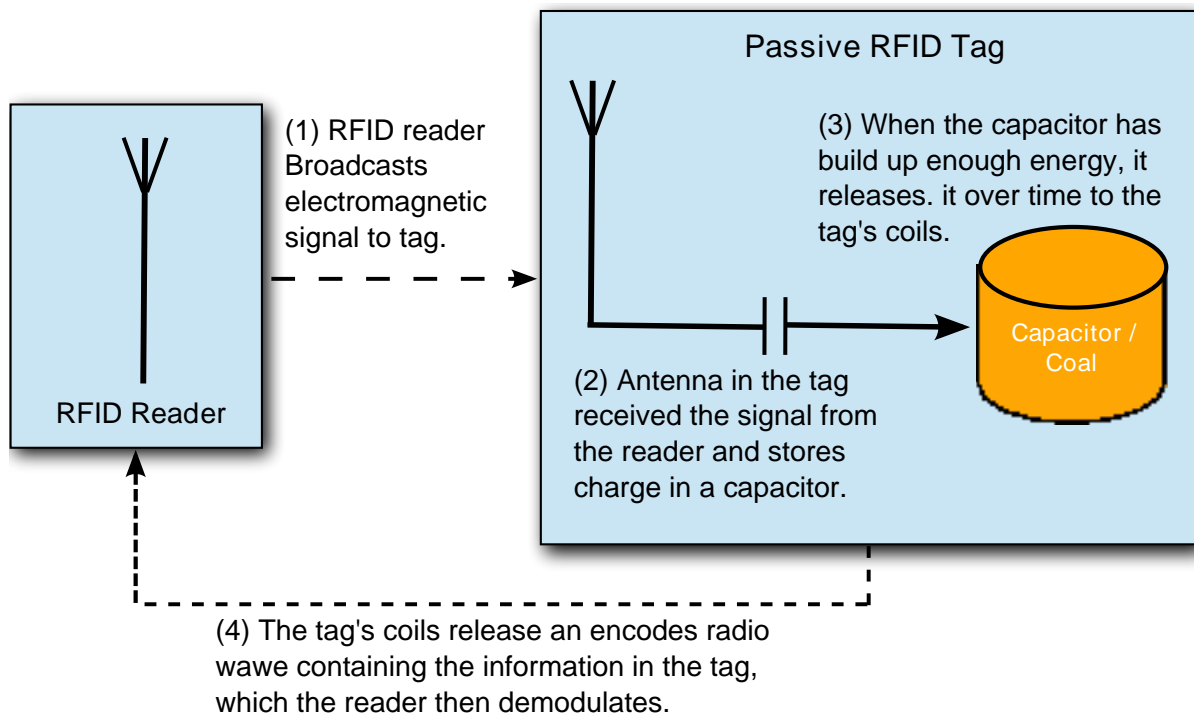 Passive RFID Tag
(1) RFID reader
Broadcasts
electromagnetic
signal to tag.
(3) When the capacitor has
build up enough energy, it
releases. it over time to the
tag's coils.
Capacitor /
Coal
(2) Antenna in the tag
received the signal from
the reader and stores
charge in a capacitor.
RFID Reader
(4) The tag's coils release an encodes radio
wawe containing the information in the tag,
which the reader then demodulates.